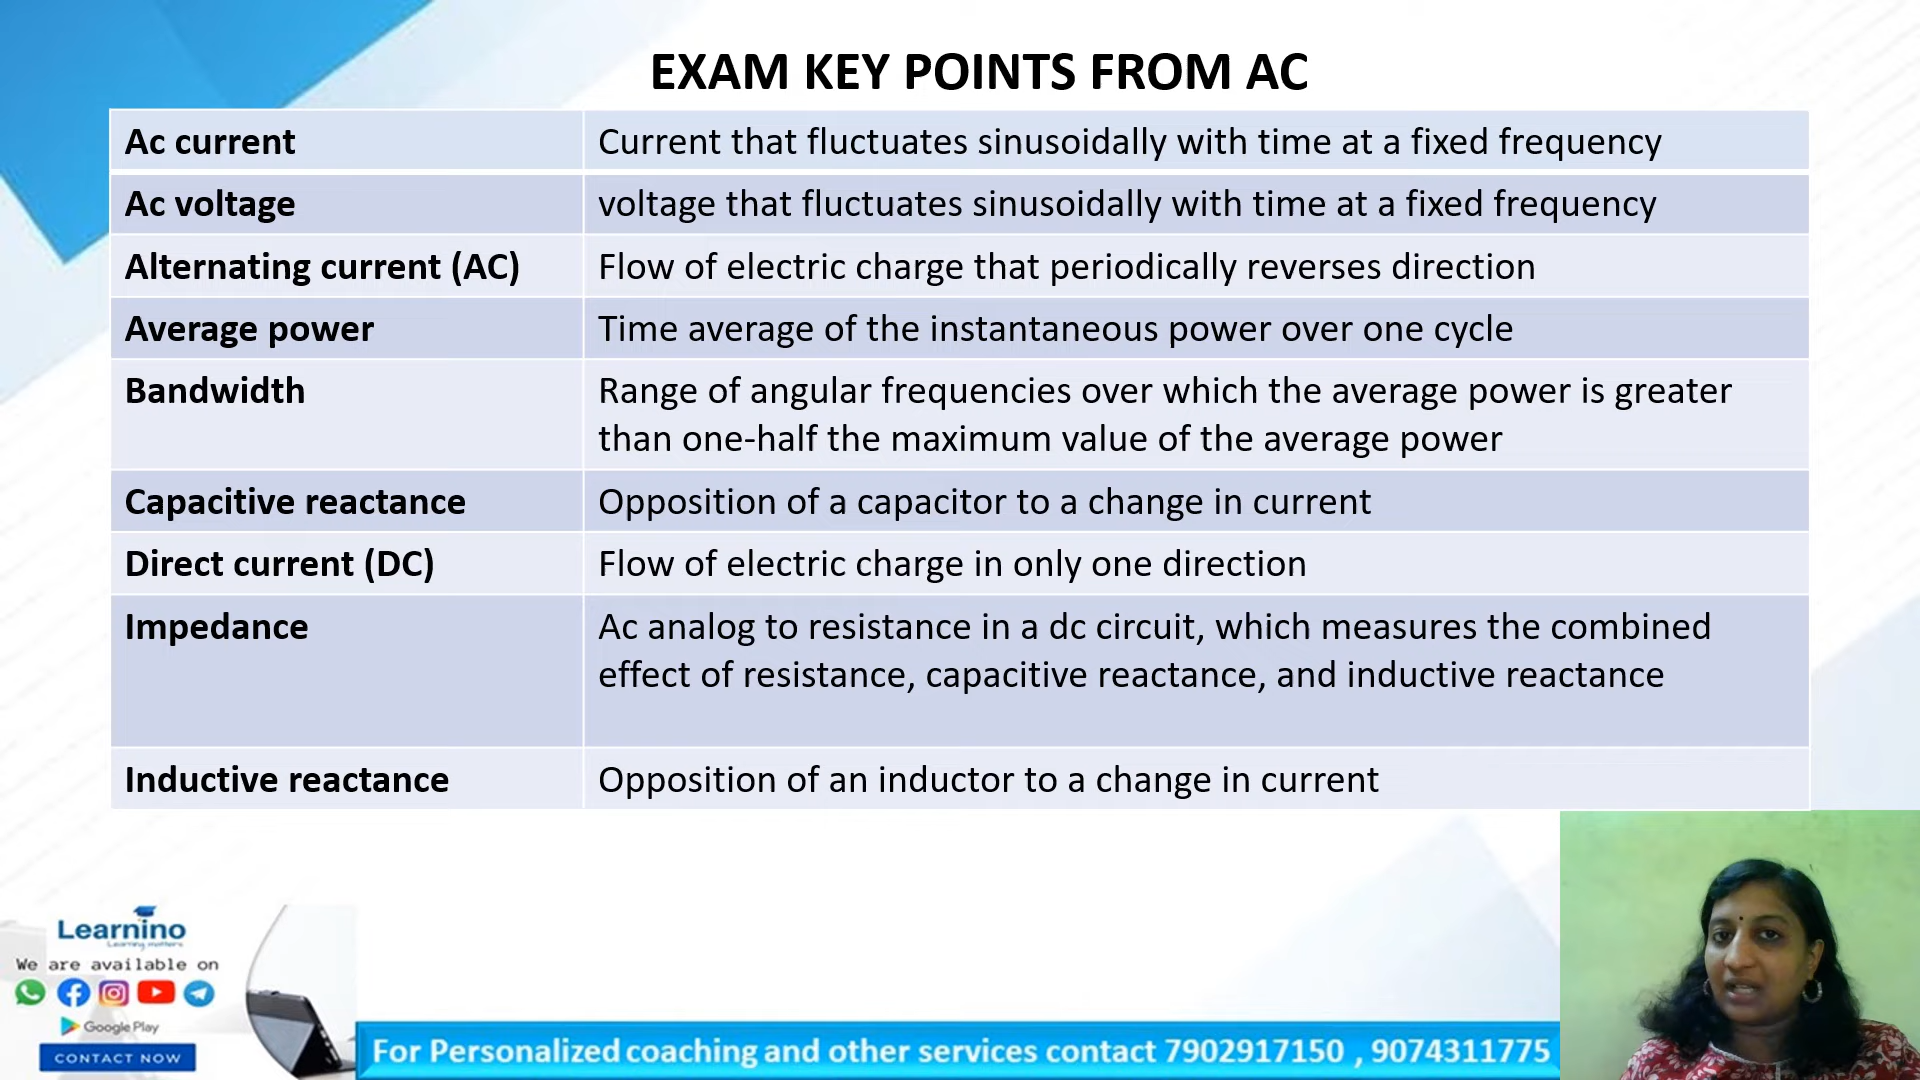 EXAM KEY POINTS FROM AC
Ac current
Current that fluctuates sinusoidally with time at a fixed frequency
Ac voltage
voltage that fluctuates sinusoidally with time at a fixed frequency
Alternating current (AC)
Flow of electric charge that periodically reverses direction
Average power
Time average of the instantaneous power over one cycle
Bandwidth
Range of angular frequencies over which the average power is greater
than one-half the maximum value of the average power
Capacitive reactance
Opposition of a capacitor to a change in current
Direct current (DC)
Flow of electric charge in only one direction
Impedance
Ac analog to resistance in a dc circuit, which measures the combined
effect of resistance, capacitive reactance, and inductive reactance
Inductive reactance
Opposition of an inductor to a change in current
Learnino
Learning matters
We are available on
Google Play
CONTACT NOW
For Personalized coaching and other services contact 7902917150 , 9074311775